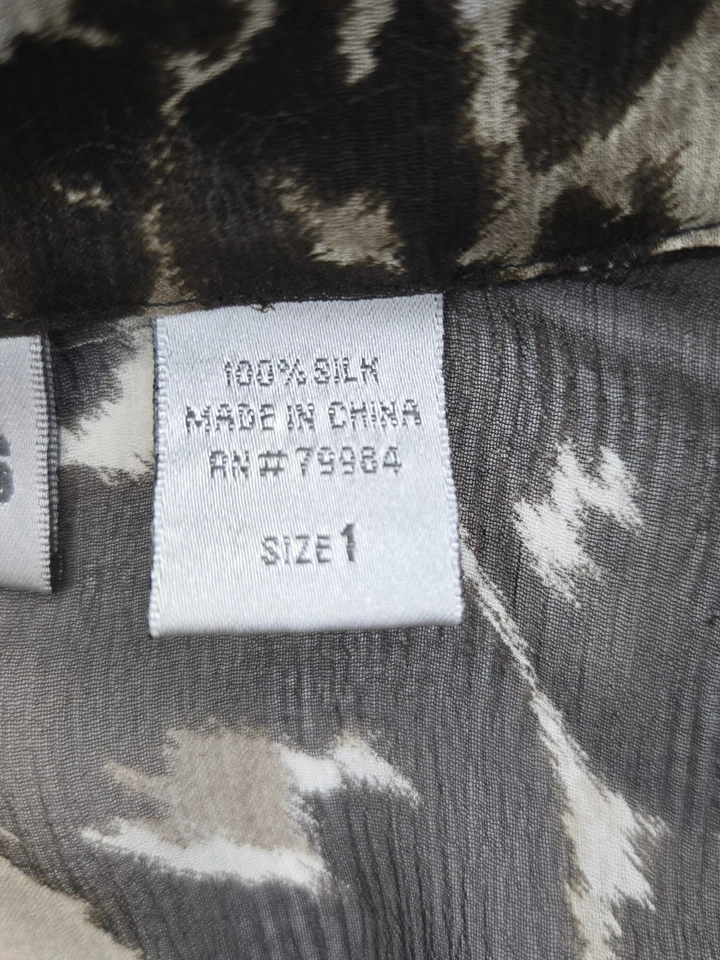 100% SILK
MADE IN CHINA
RN# 79984
SIZE 1